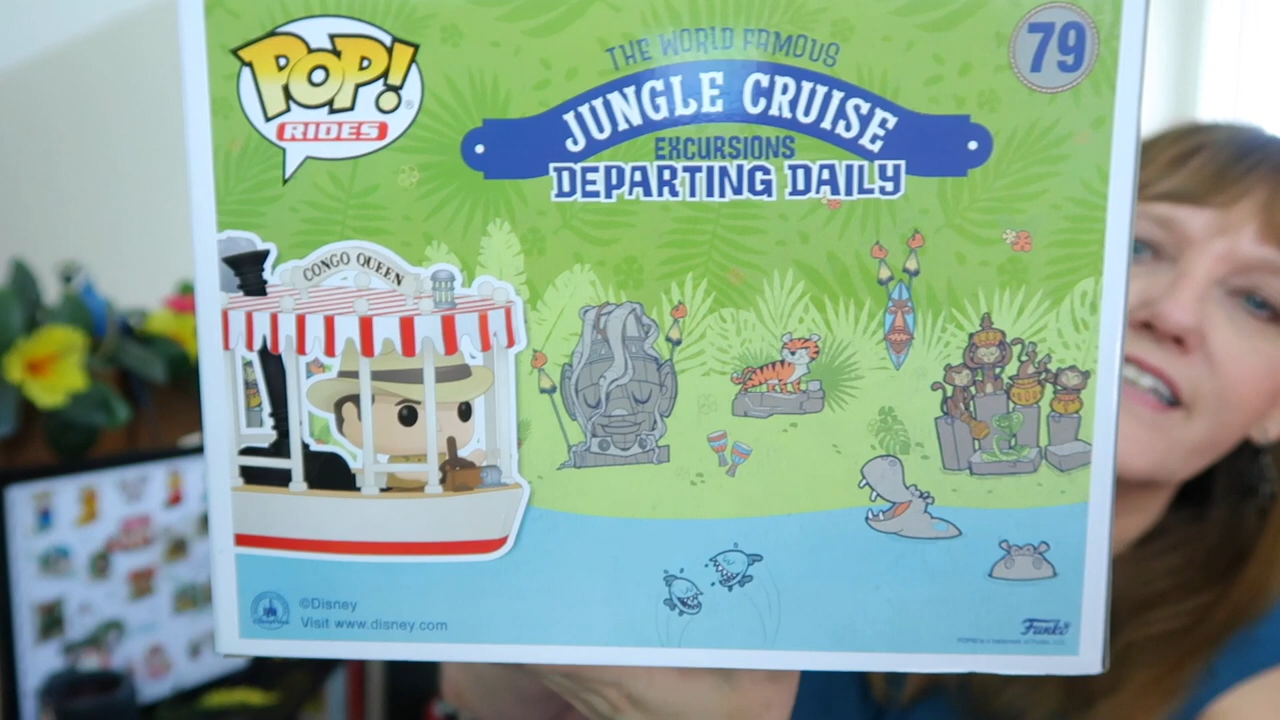 POP!
RIDES
THE WORLD FAMOUS
JUNGLE CRUISE
EXCURSIONS
DEPARTING DAILY
79
CONGO QUEEN
©Disney
Visit www.disney.com
Funko